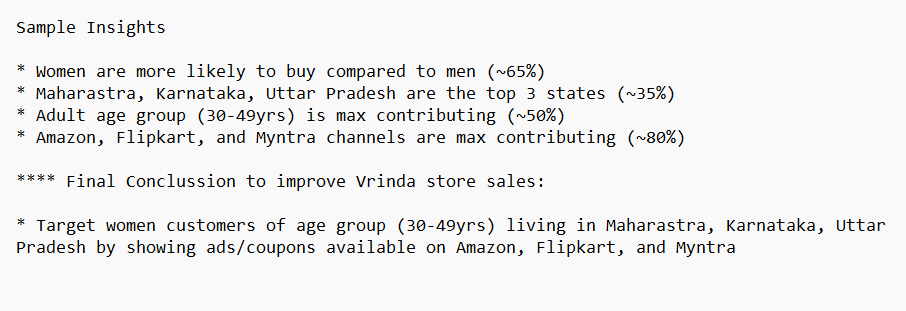 Sample Insights
* Women are more likely to buy compared to men (~65%)
* Maharastra, Karnataka, Uttar Pradesh are the top 3 states (~35%)
* Adult age group (30-49yrs) is max contributing (~50%)
* Amazon, Flipkart, and Myntra channels are max contributing (~80%)
**** Final Conclussion to improve Vrinda store sales:
* Target women customers of age group (30-49yrs) living in Maharastra, Karnataka, Uttar
Pradesh by showing ads/coupons available on Amazon, Flipkart, and Myntra